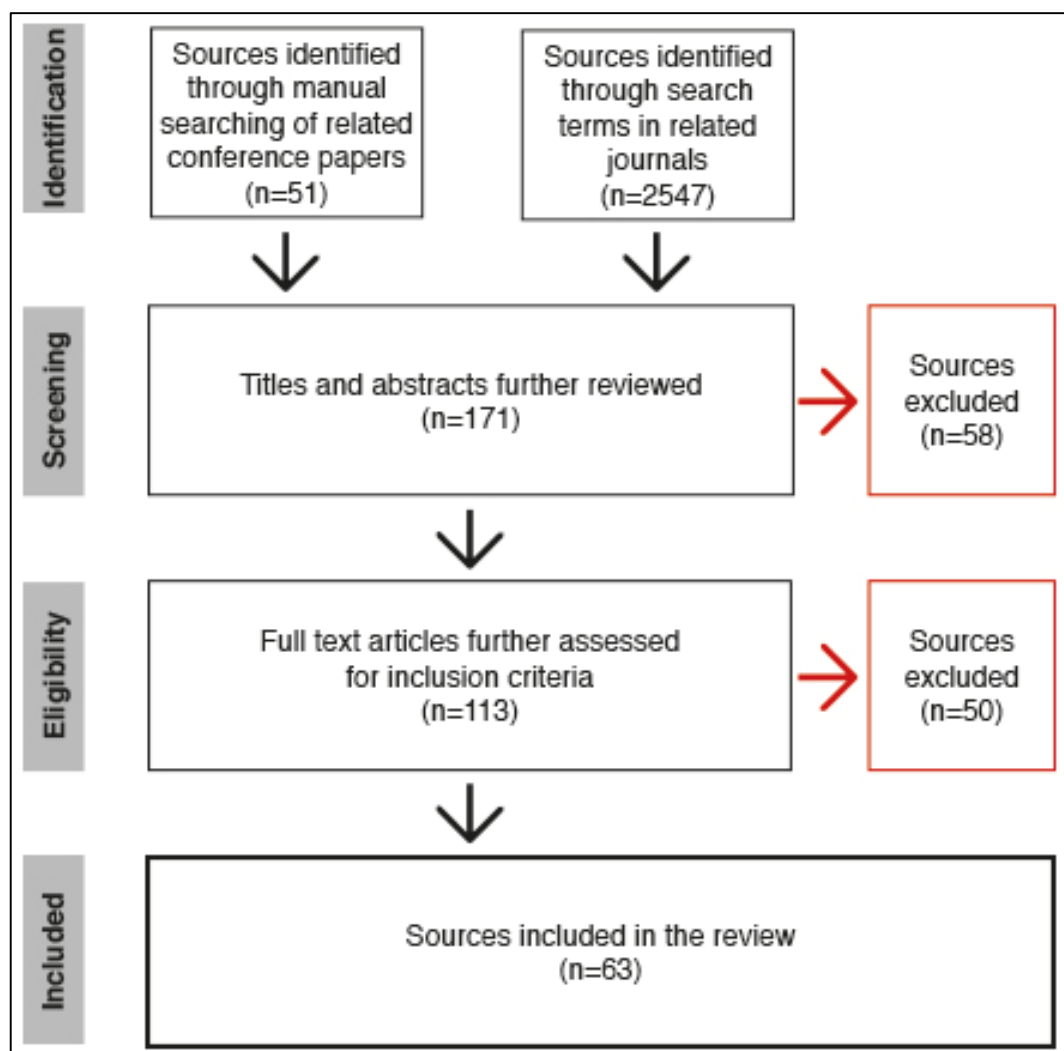 Identification
Sources identified
through manual
searching of related
conference papers
(n=51)
Sources identified
through search
terms in related
journals
(n=2547)
Screening
Titles and abstracts further reviewed
(n=171)
Sources
excluded
(n=58)
Eligibility
Full text articles further assessed
for inclusion criteria
(n=113)
Sources
excluded
(n=50)
Included
Sources included in the review
(n=63)